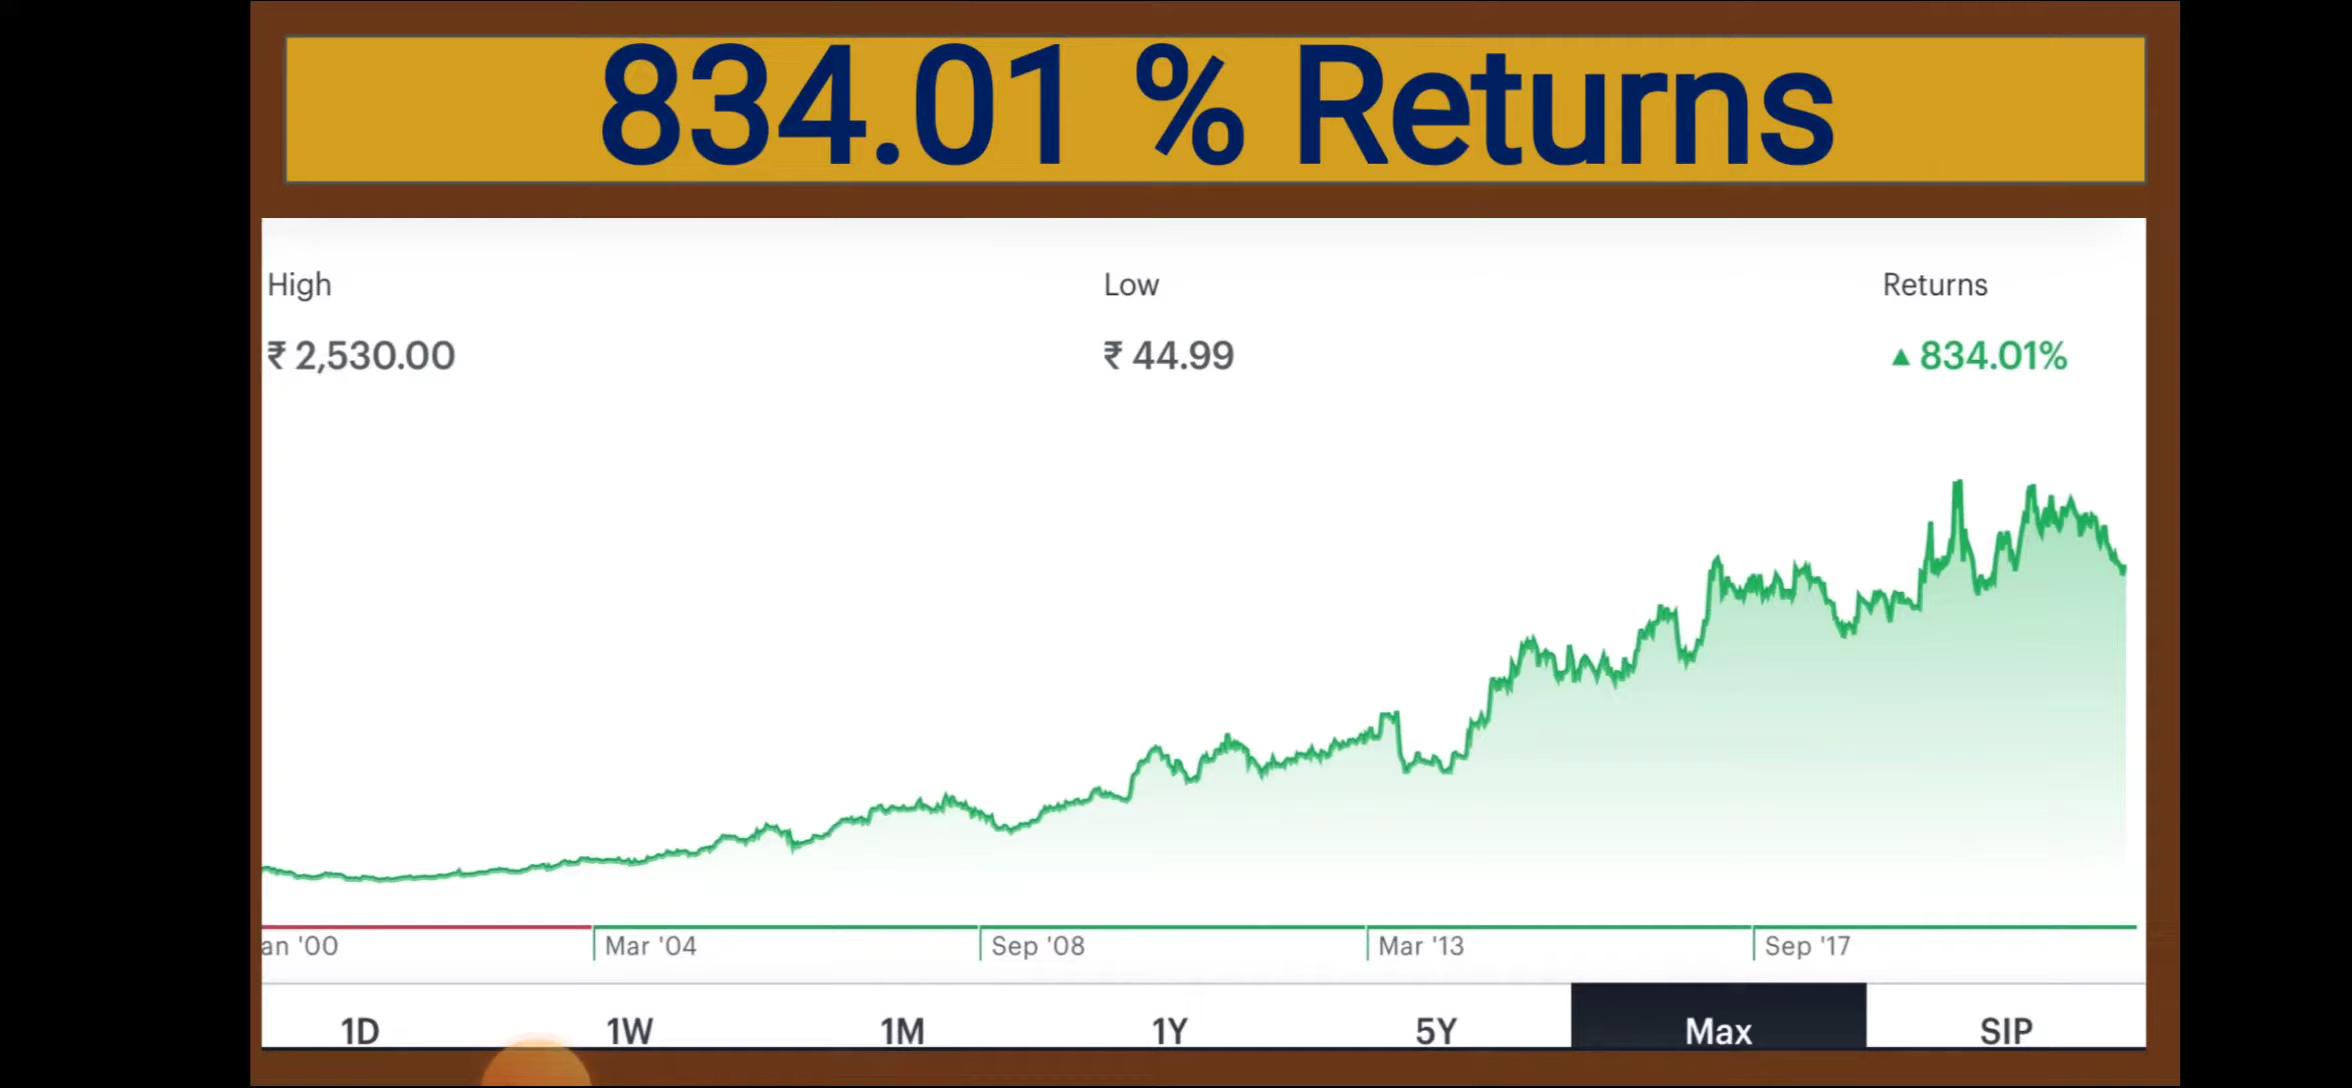 834.01 % Returns
High Low Returns
₹ 2,530.00 ₹ 44.99 ▲ 834.01%
an '00 Mar '04 Sep '08 Mar '13 Sep '17
1D 1W 1M 1Y 5Y Max SIP